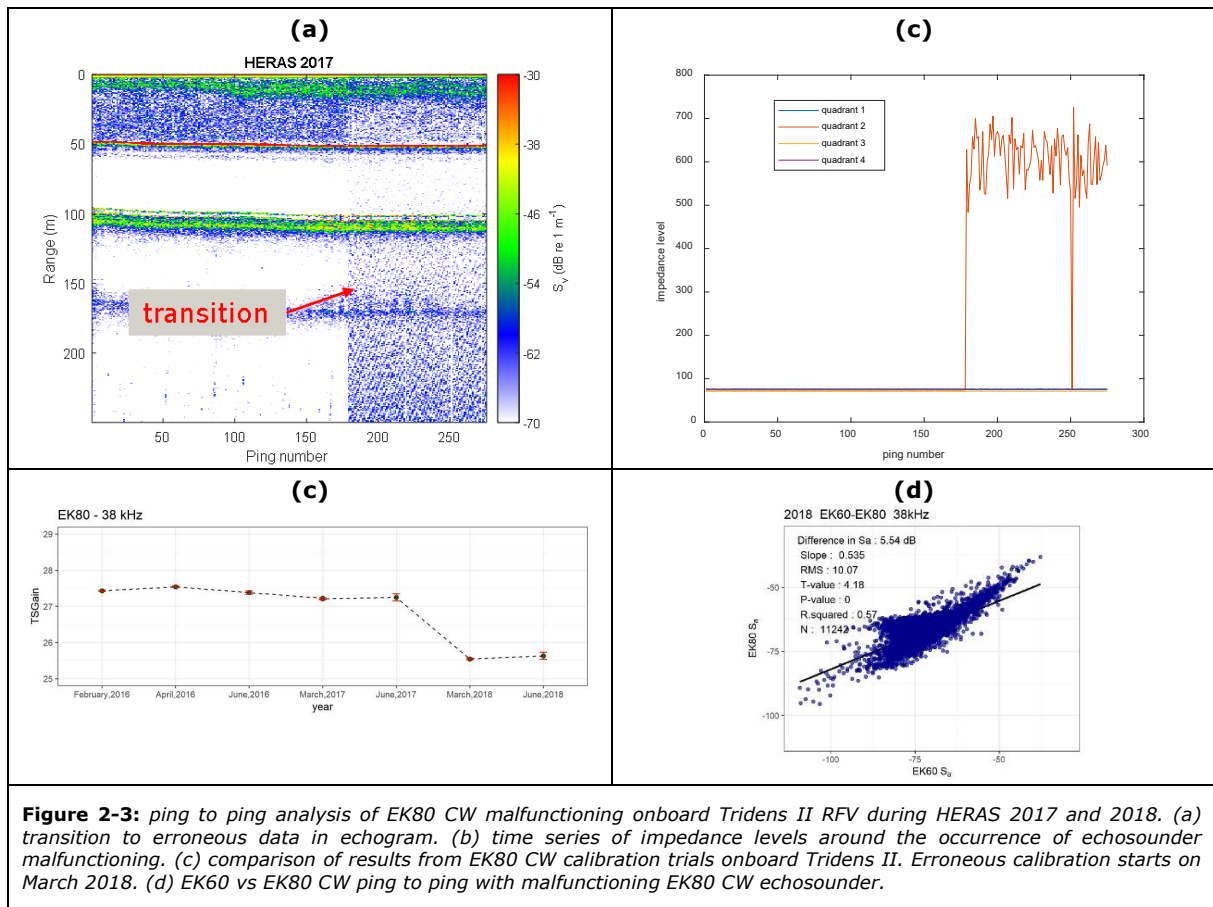 (a)
HERAS 2017
0
50
100
150
200
Range (m)
transition
50 100 150 200 250
Ping number
-30
-38
-46
-54
-62
-70
Sv (dB re 1 m-1)
(c)
800
700
600
500
400
300
200
100
0
impedance level
quadrant 1
quadrant 2
quadrant 3
quadrant 4
0 50 100 150 200 250 300
ping number
(c)
EK80 - 38 kHz
29
28
27
26
25
TSGain
February,2016 April,2016 June,2016 March,2017 June,2017 March,2018 June,2018
year
(d)
2018 EK60-EK80 38kHz
Difference in Sa : 5.54 dB
Slope : 0.535
RMS : 10.07
T-value : 4.18
P-value : 0
R.squared : 0.57
N : 11242
-50
-75
-100
EK80 Sa
-100 -75 -50
EK60 Sa
Figure 2-3: ping to ping analysis of EK80 CW malfunctioning onboard Tridens II RFV during HERAS 2017 and 2018. (a)
transition to erroneous data in echogram. (b) time series of impedance levels around the occurrence of echosounder
malfunctioning. (c) comparison of results from EK80 CW calibration trials onboard Tridens II. Erroneous calibration starts on
March 2018. (d) EK60 vs EK80 CW ping to ping with malfunctioning EK80 CW echosounder.